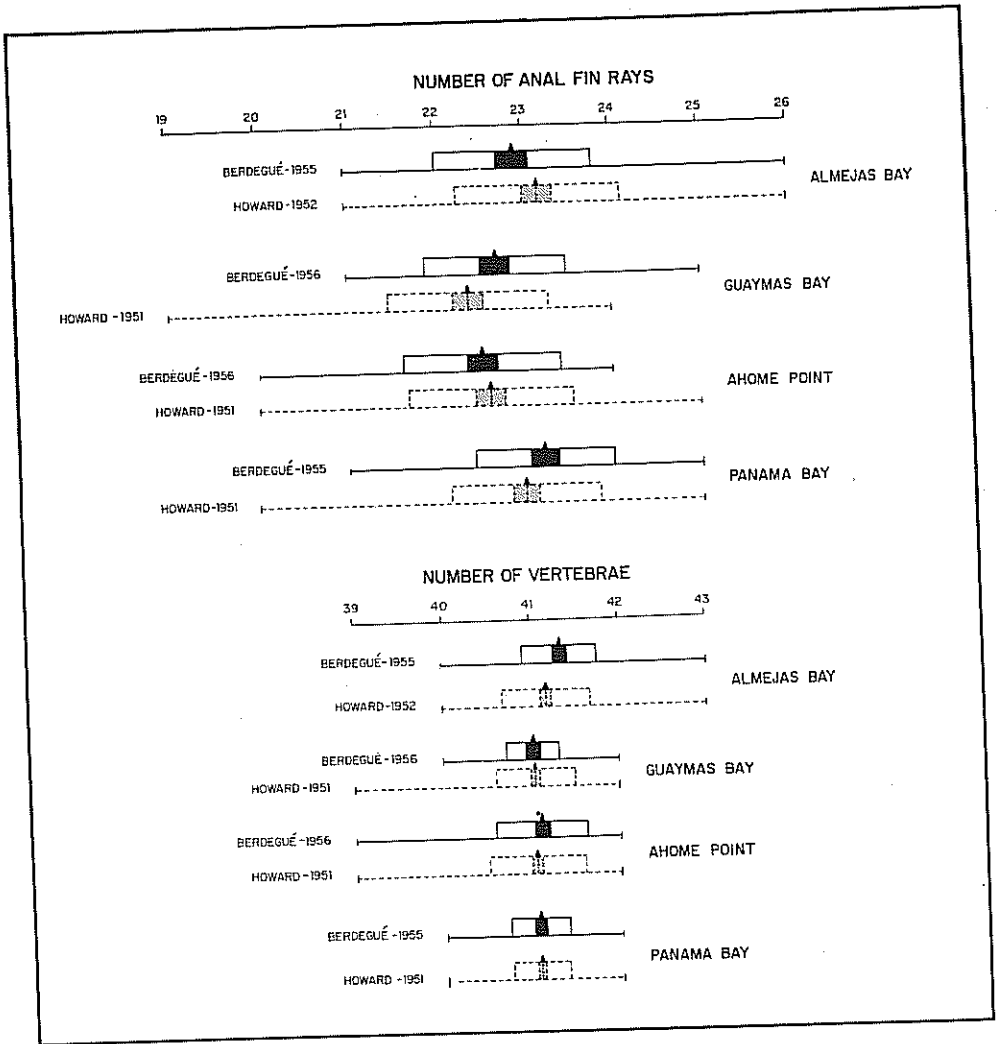 NUMBER OF ANAL FIN RAYS
19 20 21 22 23 24 25 26
BERDEGUÉ-1955
ALMEJAS BAY
HOWARD-1952
BERDEGUÉ-1956
GUAYMAS BAY
HOWARD-1951
BERDEGUÉ-1956
AHOME POINT
HOWARD-1951
BERDEGUÉ-1955
PANAMA BAY
HOWARD-1951
NUMBER OF VERTEBRAE
39 40 41 42 43
BERDEGUÉ-1955
ALMEJAS BAY
HOWARD-1952
BERDEGUÉ-1956
GUAYMAS BAY
HOWARD-1951
BERDEGUÉ-1956
AHOME POINT
HOWARD-1951
BERDEGUÉ-1955
PANAMA BAY
HOWARD-1951